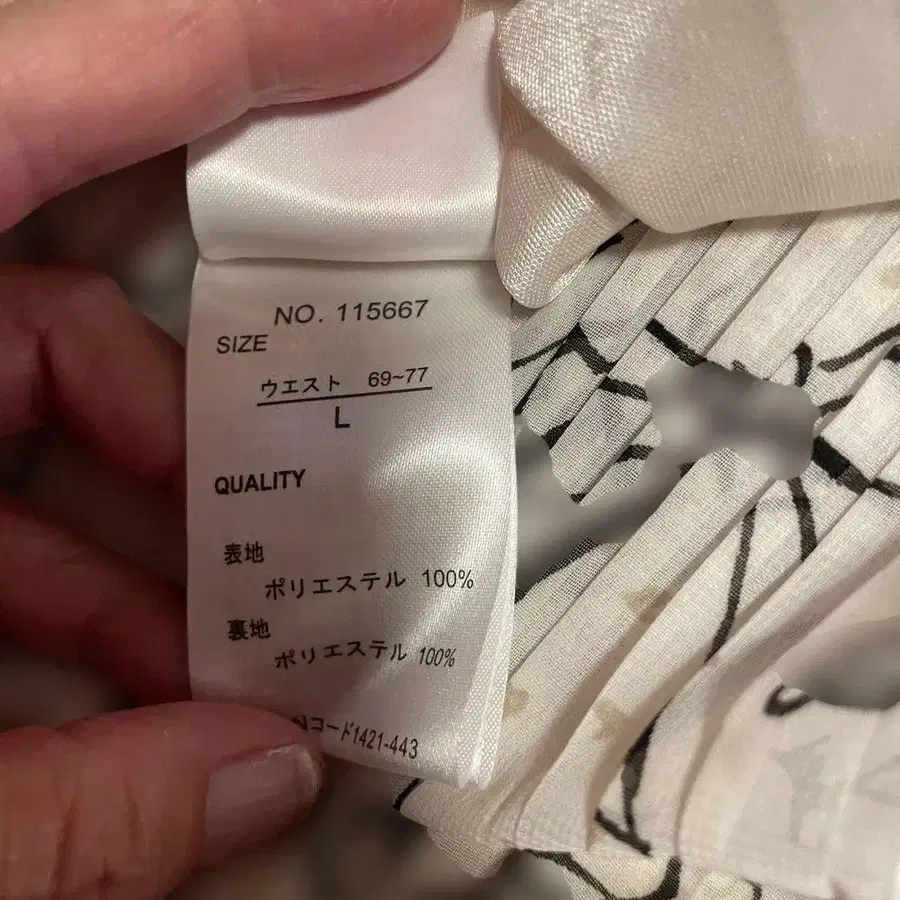 NO. 115667
SIZE
ウエスト 69~77
L
QUALITY
表地
ポリエステル 100%
裏地
ポリエステル 100%
Nコード1421-443